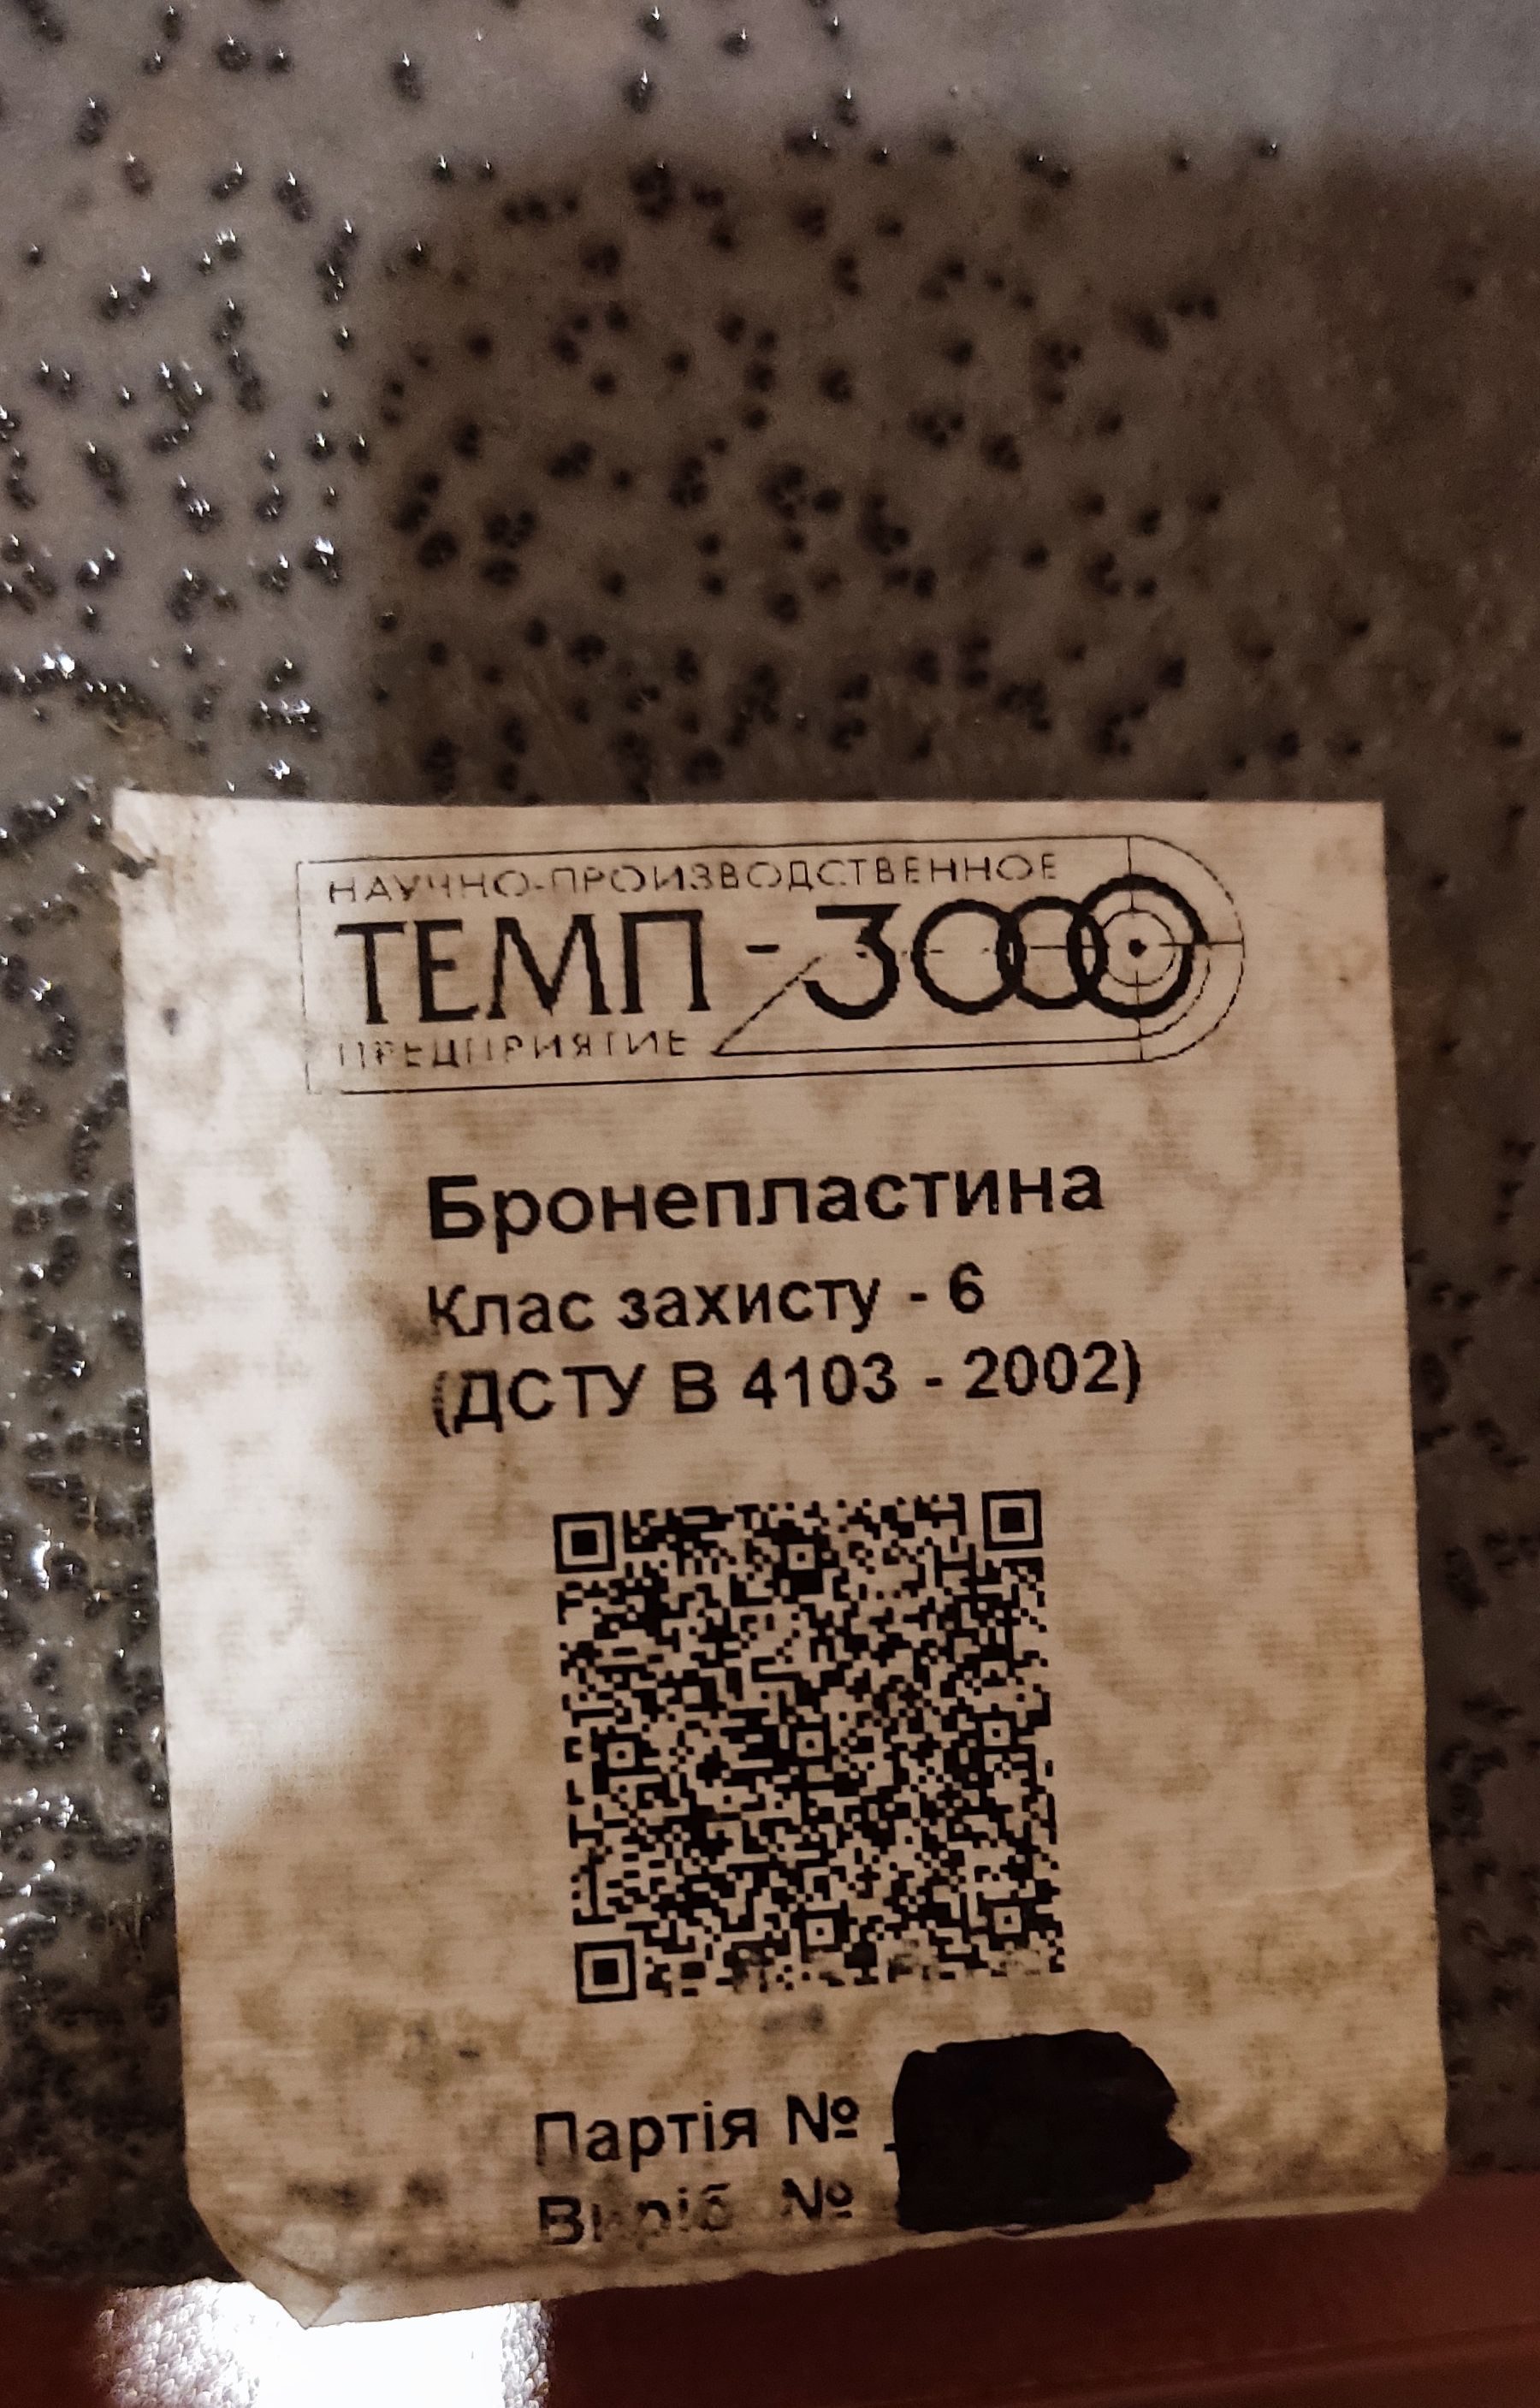 НАУЧНО-ПРОИЗВОДСТВЕННОЕ
ТЕМП-3000
ПРЕДПРИЯТИЕ
Бронепластина
Клас захисту - 6
(ДСТУ В 4103 - 2002)
Партія №
Виріб №